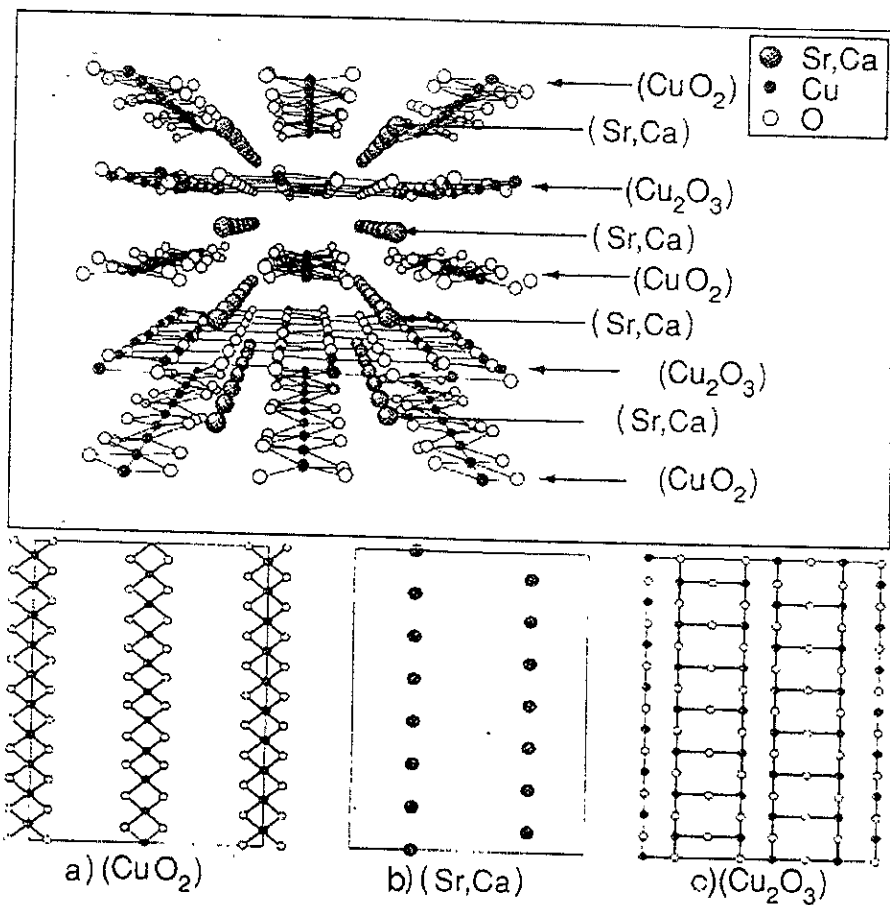 Sr,Ca
Cu
O
(CuO₂)
(Sr,Ca)
(Cu₂O₃)
(Sr,Ca)
(CuO₂)
(Sr,Ca)
(Cu₂O₃)
(Sr,Ca)
(CuO₂)
a)(CuO₂)
b)(Sr,Ca)
c)(Cu₂O₃)